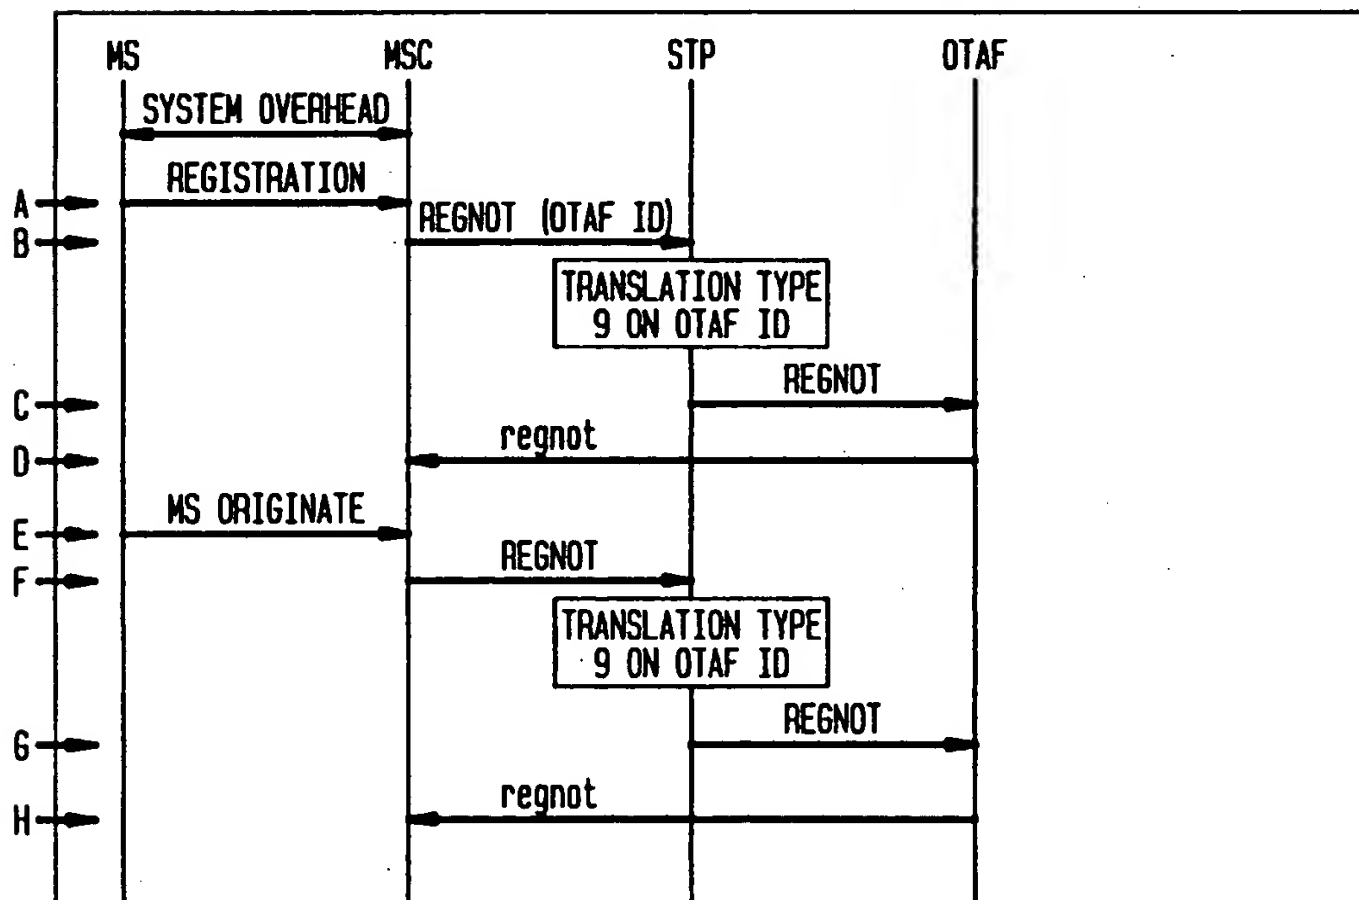 MS MSC STP OTAF
SYSTEM OVERHEAD
REGISTRATION
A
REGNOT (OTAF ID)
B
TRANSLATION TYPE
9 ON OTAF ID
REGNOT
C
regnot
D
MS ORIGINATE
E
REGNOT
F
TRANSLATION TYPE
9 ON OTAF ID
REGNOT
G
regnot
H